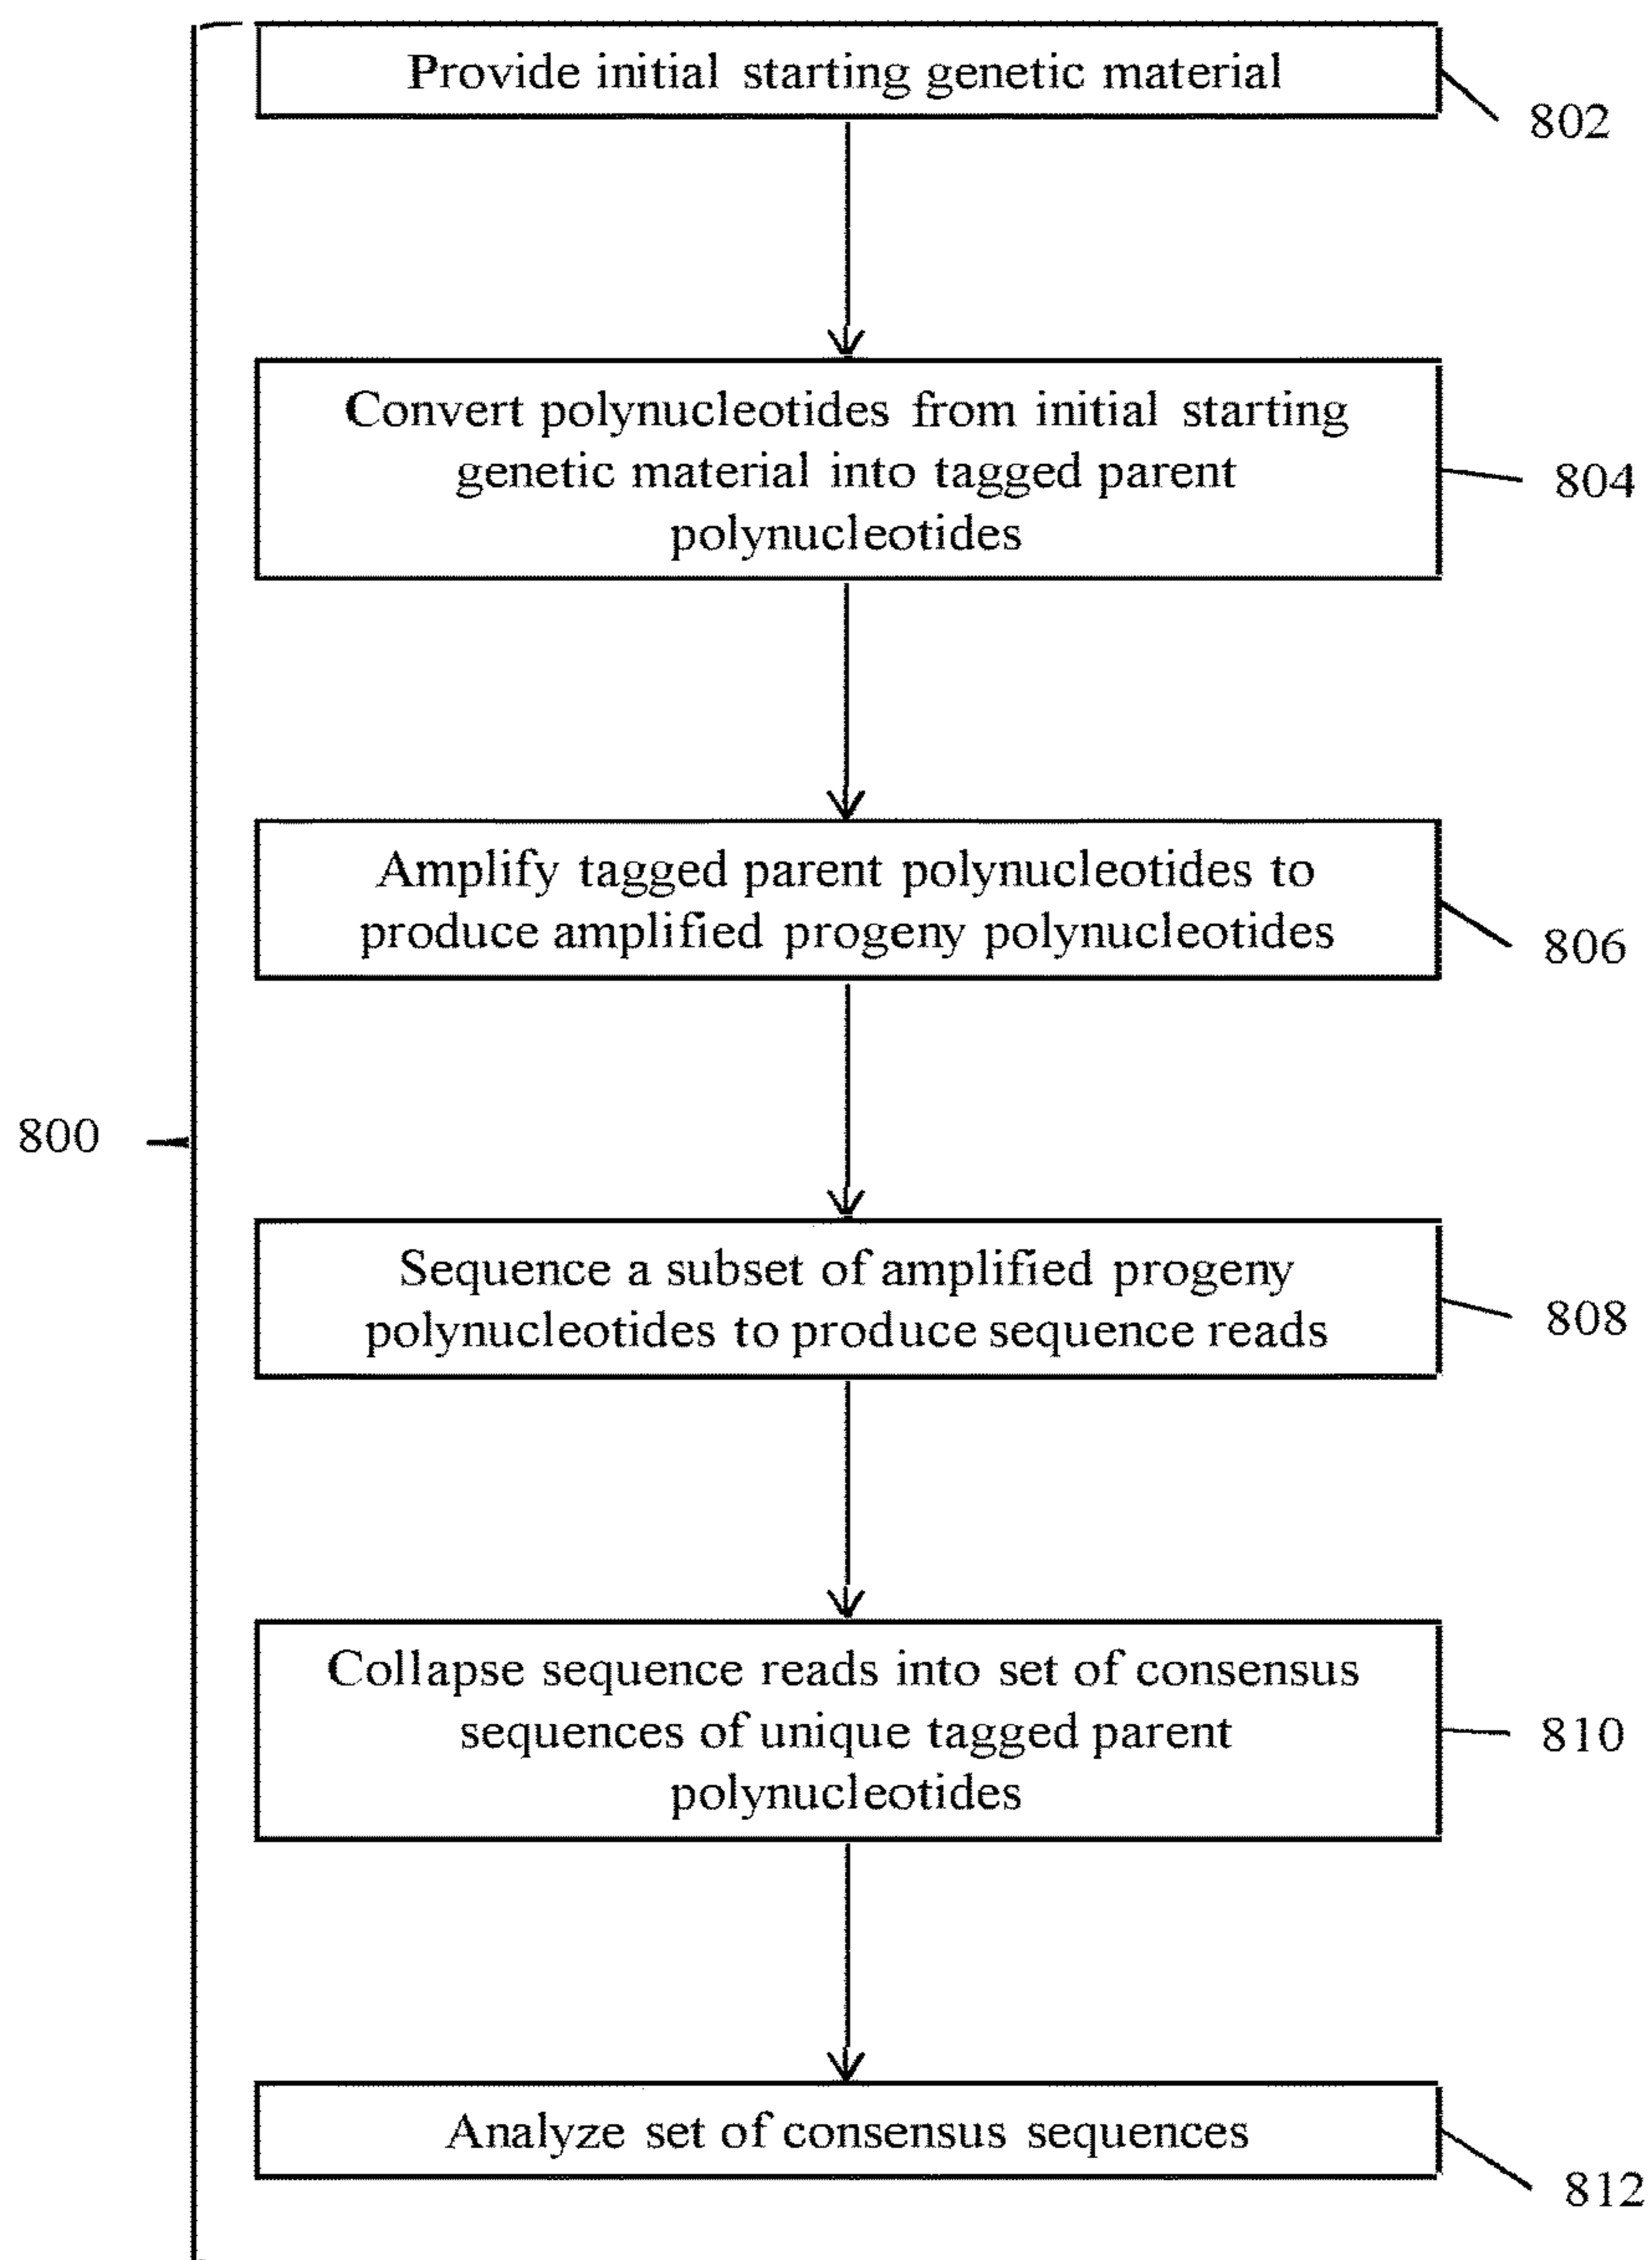 Provide initial starting genetic material
802
Convert polynucleotides from initial starting
genetic material into tagged parent
polynucleotides
804
Amplify tagged parent polynucleotides to
produce amplified progeny polynucleotides
806
800
Sequence a subset of amplified progeny
polynucleotides to produce sequence reads
808
Collapse sequence reads into set of consensus
sequences of unique tagged parent
polynucleotides
810
Analyze set of consensus sequences
812